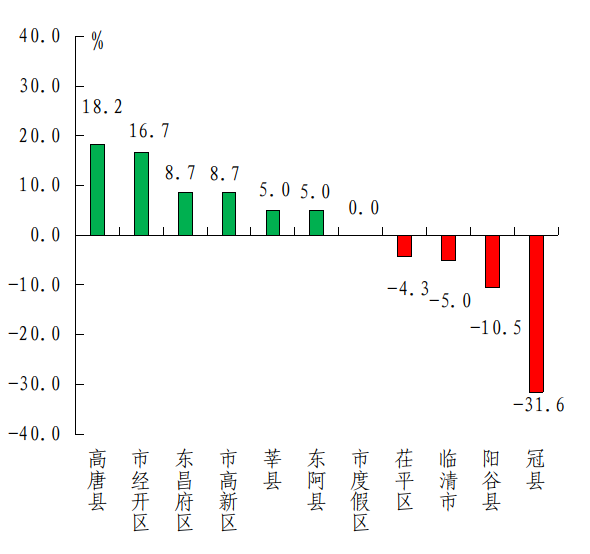 40.0
%
30.0
20.0
10.0
0.0
-10.0
-20.0
-30.0
-40.0
18.2
16.7
8.7
8.7
5.0
5.0
0.0
-4.3
-5.0
-10.5
-31.6
高唐县
市经开区
东昌府区
市高新区
莘县
东阿县
市度假区
茌平区
临清市
阳谷县
冠县